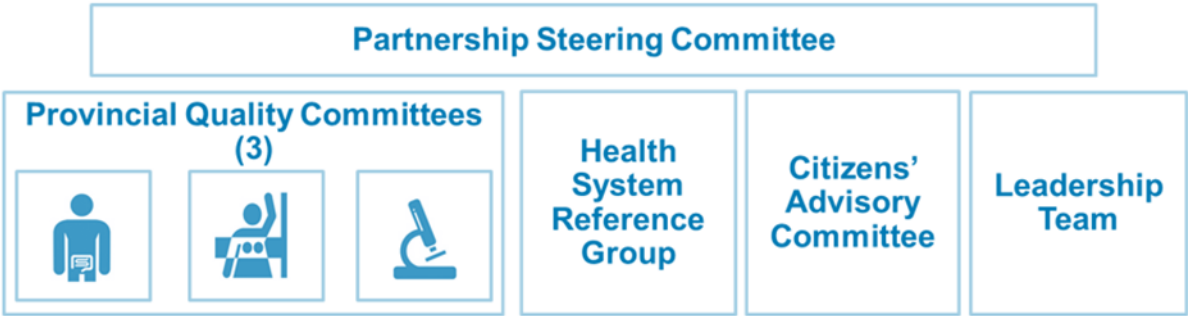 Partnership Steering Committee
Provincial Quality Committees
(3)
Health
System
Reference
Group
Citizens’
Advisory
Committee
Leadership
Team